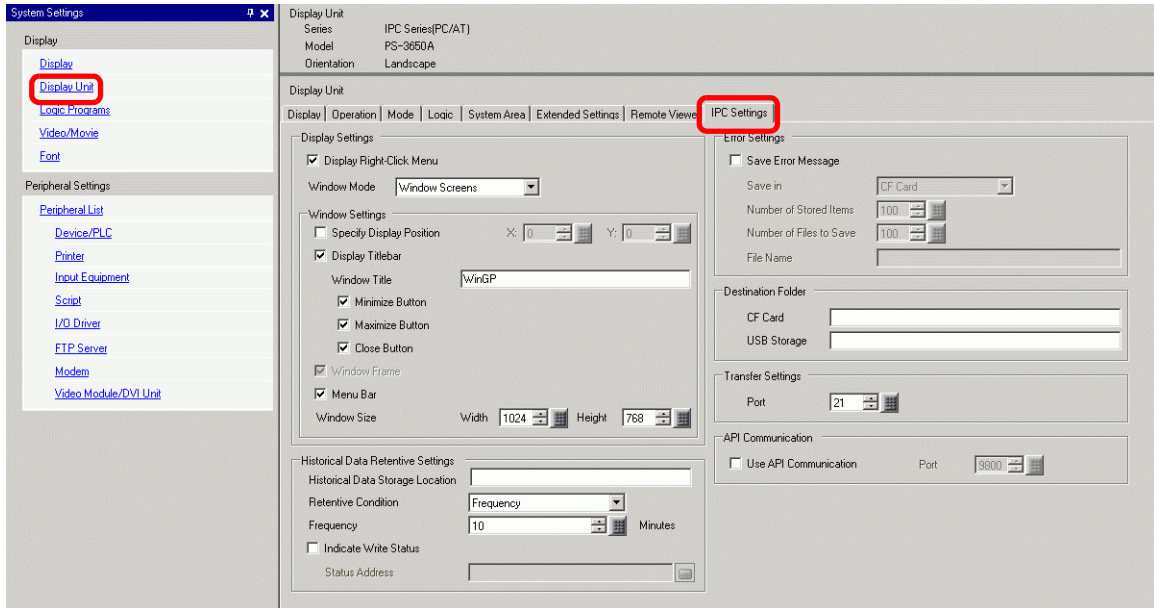 System Settings
Display
Display
Display Unit
Logic Programs
Video/Movie
Font
Peripheral Settings
Peripheral List
Device/PLC
Printer
Input Equipment
Script
I/O Driver
FTP Server
Modem
Video Module/DVI Unit
Display Unit
Series IPC Series(PC/AT)
Model PS-3650A
Orientation Landscape
Display Unit
Display Operation Mode Logic System Area Extended Settings Remote Viewe IPC Settings
Display Settings
Display Right-Click Menu
Window Mode Window Screens
Window Settings
Specify Display Position X: 0 Y: 0
Display Titlebar
Window Title WinGP
Minimize Button
Maximize Button
Close Button
Window Frame
Menu Bar
Window Size Width 1024 Height 768
Historical Data Retentive Settings
Historical Data Storage Location
Retentive Condition Frequency
Frequency 10 Minutes
Indicate Write Status
Status Address
Error Settings
Save Error Message
Save in CF Card
Number of Stored Items 100
Number of Files to Save 100
File Name
Destination Folder
CF Card
USB Storage
Transfer Settings
Port 21
API Communication
Use API Communication Port 9800